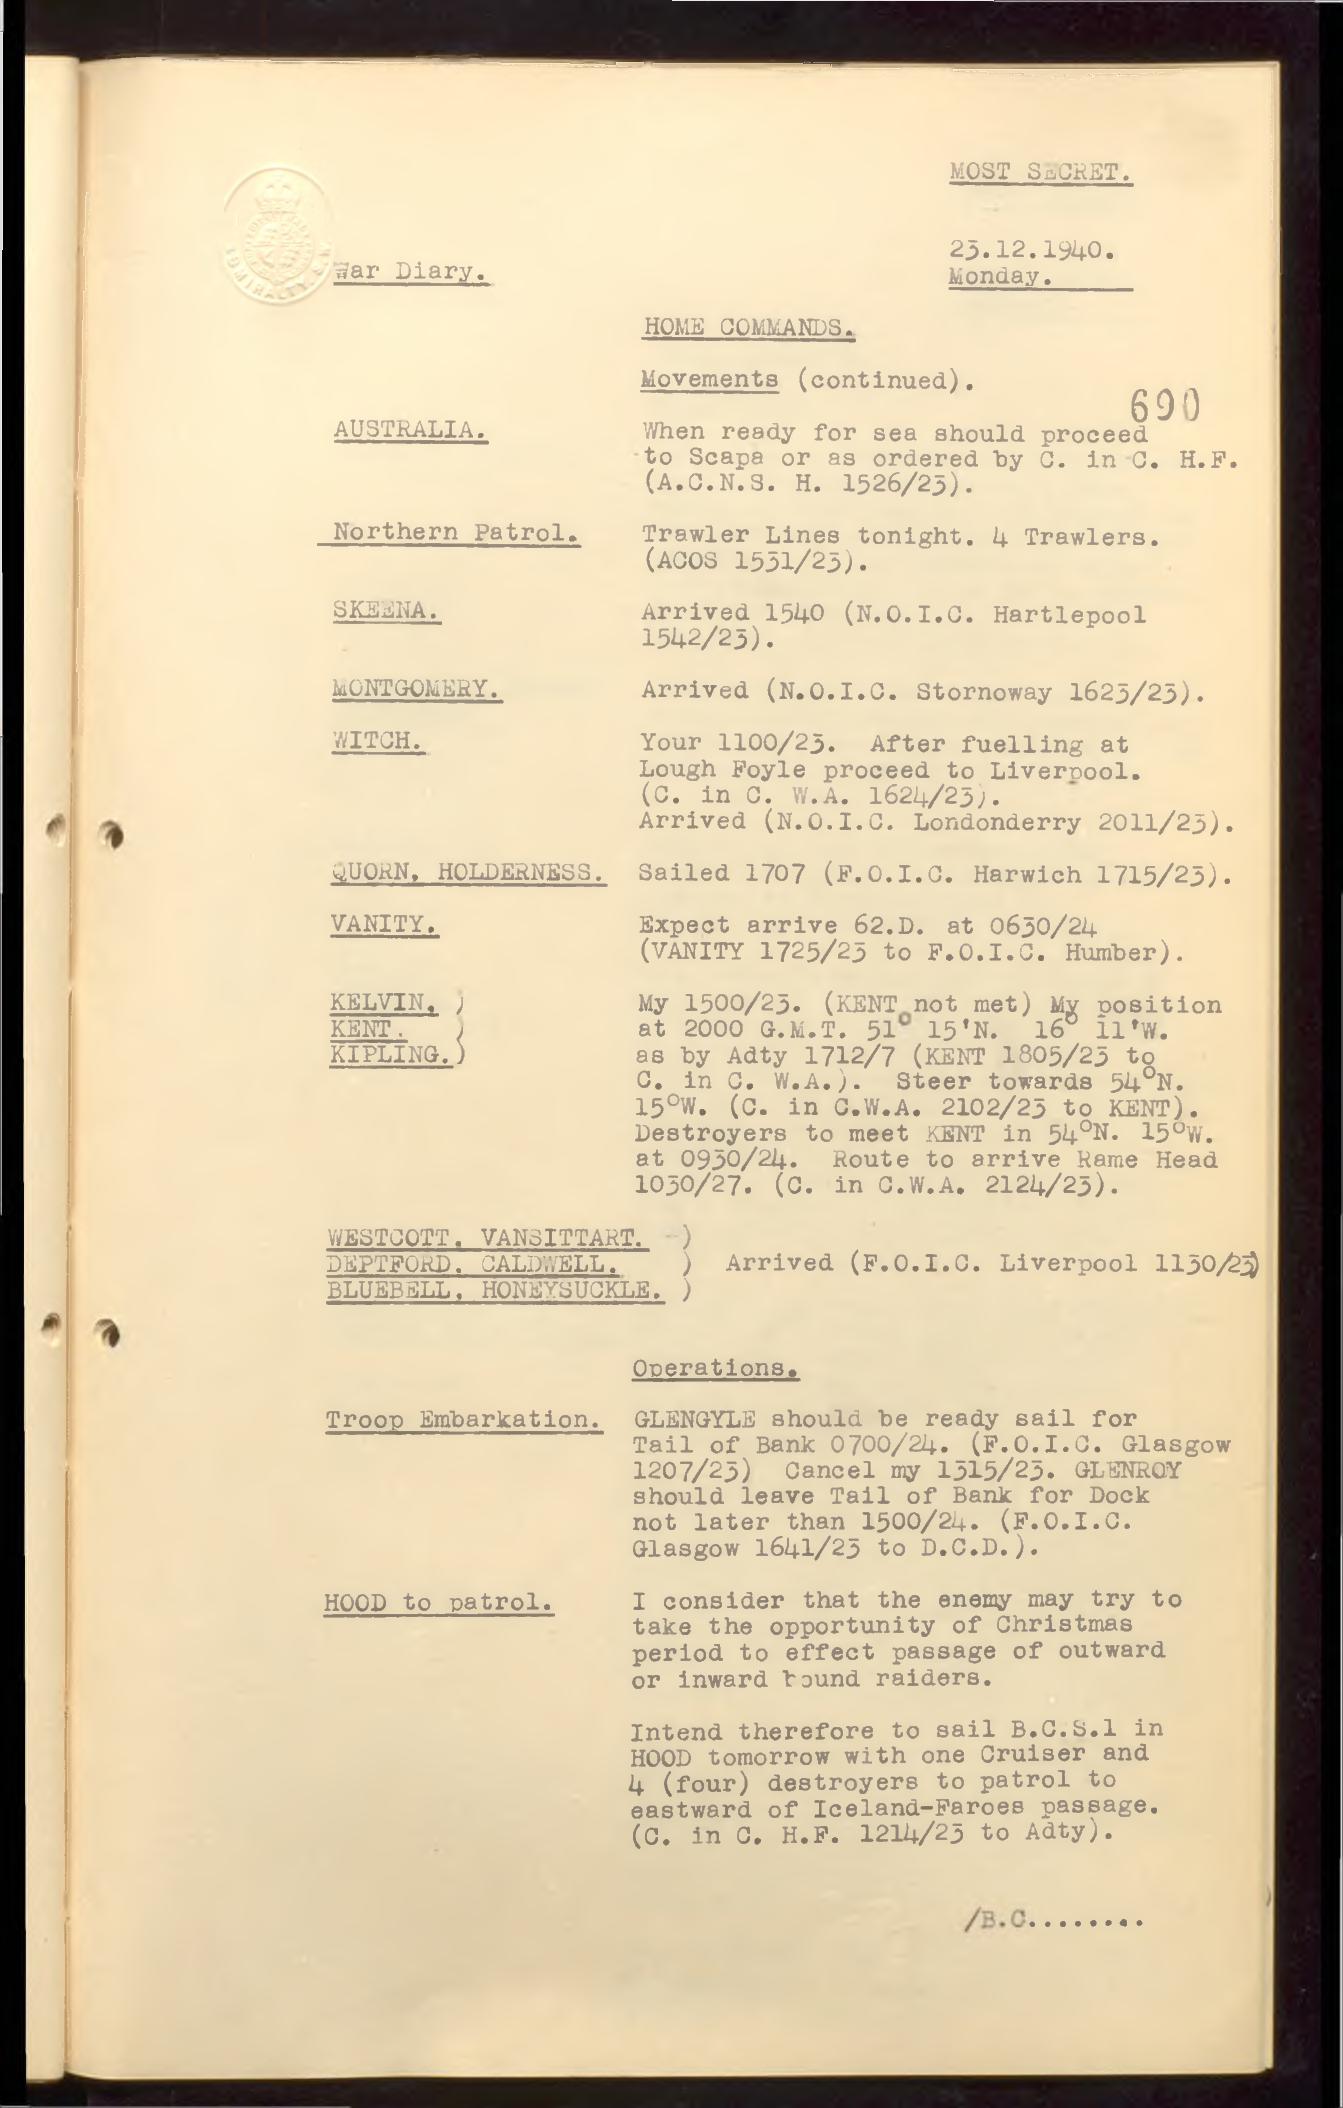 MOST SECRET.
23.12.1940.
War Diary.
Monday.
HOME COMMANDS.
Movements (continued).
690
AUSTRALIA. When ready for sea should proceed
to Scapa or as ordered by C. in C. H.F.
(A.C.N.S. H. 1526/23).
Northern Patrol. Trawler Lines tonight. 4 Trawlers.
(ACOS 1531/23).
SKEENA. Arrived 1540 (N.O.I.C. Hartlepool
1542/23).
MONTGOMERY. Arrived (N.O.I.C. Stornoway 1623/23).
WITCH. Your 1100/23. After fuelling at
Lough Foyle proceed to Liverpool.
(C. in C. W.A. 1624/23).
Arrived (N.O.I.C. Londonderry 2011/23).
QUORN, HOLDERNESS. Sailed 1707 (F.O.I.C. Harwich 1715/23).
VANITY. Expect arrive 62.D. at 0630/24
(VANITY 1725/23 to F.O.I.C. Humber).
KELVIN. ) My 1500/23. (KENT not met) My position
KENT. ) at 2000 G.M.T. 51° 15'N. 16° 11'W.
KIPLING.) as by Adty 1712/7 (KENT 1805/23 to
C. in C. W.A.). Steer towards 54°N.
15°W. (C. in C.W.A. 2102/23 to KENT).
Destroyers to meet KENT in 54°N. 15°W.
at 0930/24. Route to arrive Rame Head
1030/27. (C. in C.W.A. 2124/23).
WESTCOTT. VANSITTART. )
DEPTFORD. CALDWELL. ) Arrived (F.O.I.C. Liverpool 1130/23)
BLUEBELL, HONEYSUCKLE. )
Operations.
Troop Embarkation. GLENGYLE should be ready sail for
Tail of Bank 0700/24. (F.O.I.C. Glasgow
1207/23) Cancel my 1315/23. GLENROY
should leave Tail of Bank for Dock
not later than 1500/24. (F.O.I.C.
Glasgow 1641/23 to D.C.D.).
HOOD to patrol. I consider that the enemy may try to
take the opportunity of Christmas
period to effect passage of outward
or inward bound raiders.
Intend therefore to sail B.C.S.1 in
HOOD tomorrow with one Cruiser and
4 (four) destroyers to patrol to
eastward of Iceland-Faroes passage.
(C. in C. H.F. 1214/23 to Adty).
/B.C.........